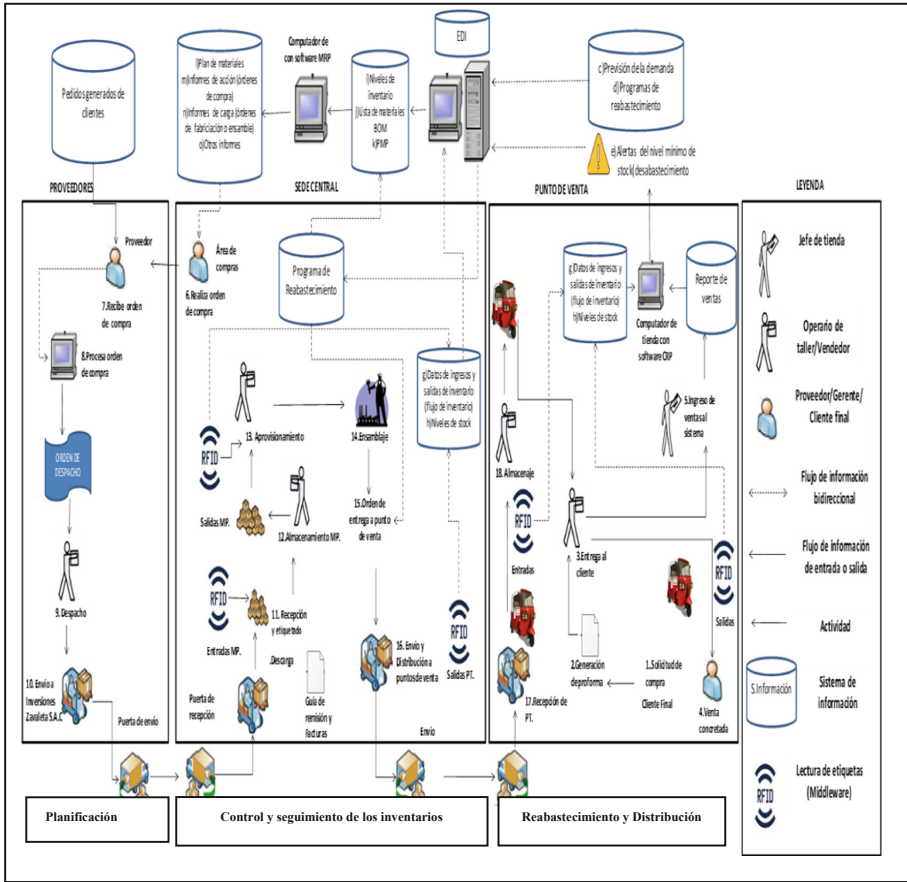 EDI
Computador de
con software MRP
Pedidos generados de
clientes
l)Plan de materiales
m)Informes de acción (órdenes
de compra)
n)Informes de carga (órdenes
de fabriciación o ensamble)
o)Otros informes
i)Niveles de
inventario
j)Lista de materiales
BOM
k)PMP
c)Previsión de la demanda
d)Programas de
reabastecimiento
e)Alertas del nivel mínimo de
stock(desabastecimiento
PROVEEDORES
SEDE CENTRAL
PUNTO DE VENTA
LEYENDA
Proveedor
7.Recibe orden
de compra
8.Procesa orden
de compra
ORDEN DE
DESPACHO
9. Despacho
10. Envío a
Inversiones
Zavaleta S.A.C
Puerta de envío
Área de
compras
6. Realiza orden
de compra
Programa de
Reabastecimiento
g)Datos de ingresos y
salidas de inventario
(flujo de inventario)
h)Niveles de stock
13. Aprovisionamiento
14.Ensamblaje
RFID
Salidas MP.
12.Almacenamiento MP.
15.Orden de
entrega a punto
de venta
RFID
Entradas MP.
11. Recepción
y etiquetado
.Descarga
Puerta de
recepción
Guía de
remisión y
Facturas
16. Envío y
Distribución a
puntos de venta
RFID
Salidas PT.
Envío
g)Datos de ingresos y
salidas de inventario
(flujo de inventario)
h)Niveles de stock
Computador de
tienda con
software CRP
Reporte de
ventas
5.Ingreso de
ventas al
sistema
18. Almacenaje
RFID
Entradas
3.Entrega al
cliente
RFID
Salidas
2.Generación
de proforma
1.Solicitud de
compra
Cliente Final
4.Venta
concretada
17.Recepción de
PT.
Jefe de tienda
Operario de
taller/Vendedor
Proveedor/Gerente/
Cliente final
Flujo de información
bidireccional
Flujo de información
de entrada o salida
Actividad
S.Información
Sistema de
información
RFID
Lectura de etiquetas
(Middleware)
Planificación
Control y seguimiento de los inventarios
Reabastecimiento y Distribución